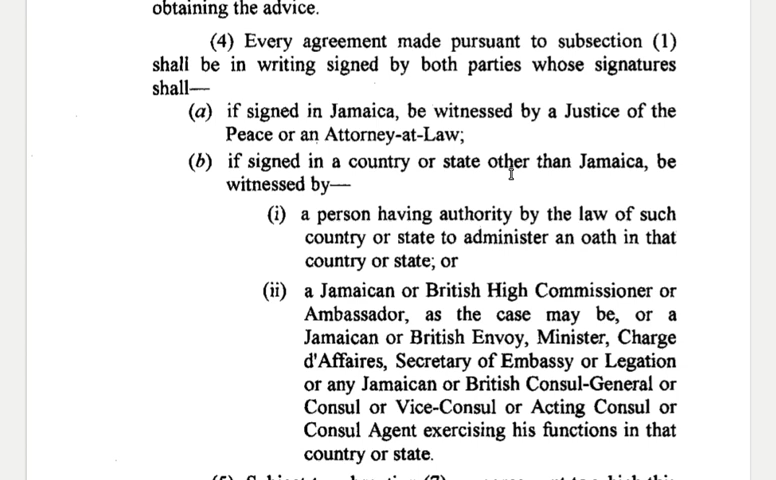 obtaining the advice.
(4) Every agreement made pursuant to subsection (1)
shall be in writing signed by both parties whose signatures
shall—
(a) if signed in Jamaica, be witnessed by a Justice of the
Peace or an Attorney-at-Law;
(b) if signed in a country or state other than Jamaica, be
witnessed by—
(i) a person having authority by the law of such
country or state to administer an oath in that
country or state; or
(ii) a Jamaican or British High Commissioner or
Ambassador, as the case may be, or a
Jamaican or British Envoy, Minister, Charge
d'Affaires, Secretary of Embassy or Legation
or any Jamaican or British Consul-General or
Consul or Vice-Consul or Acting Consul or
Consul Agent exercising his functions in that
country or state.